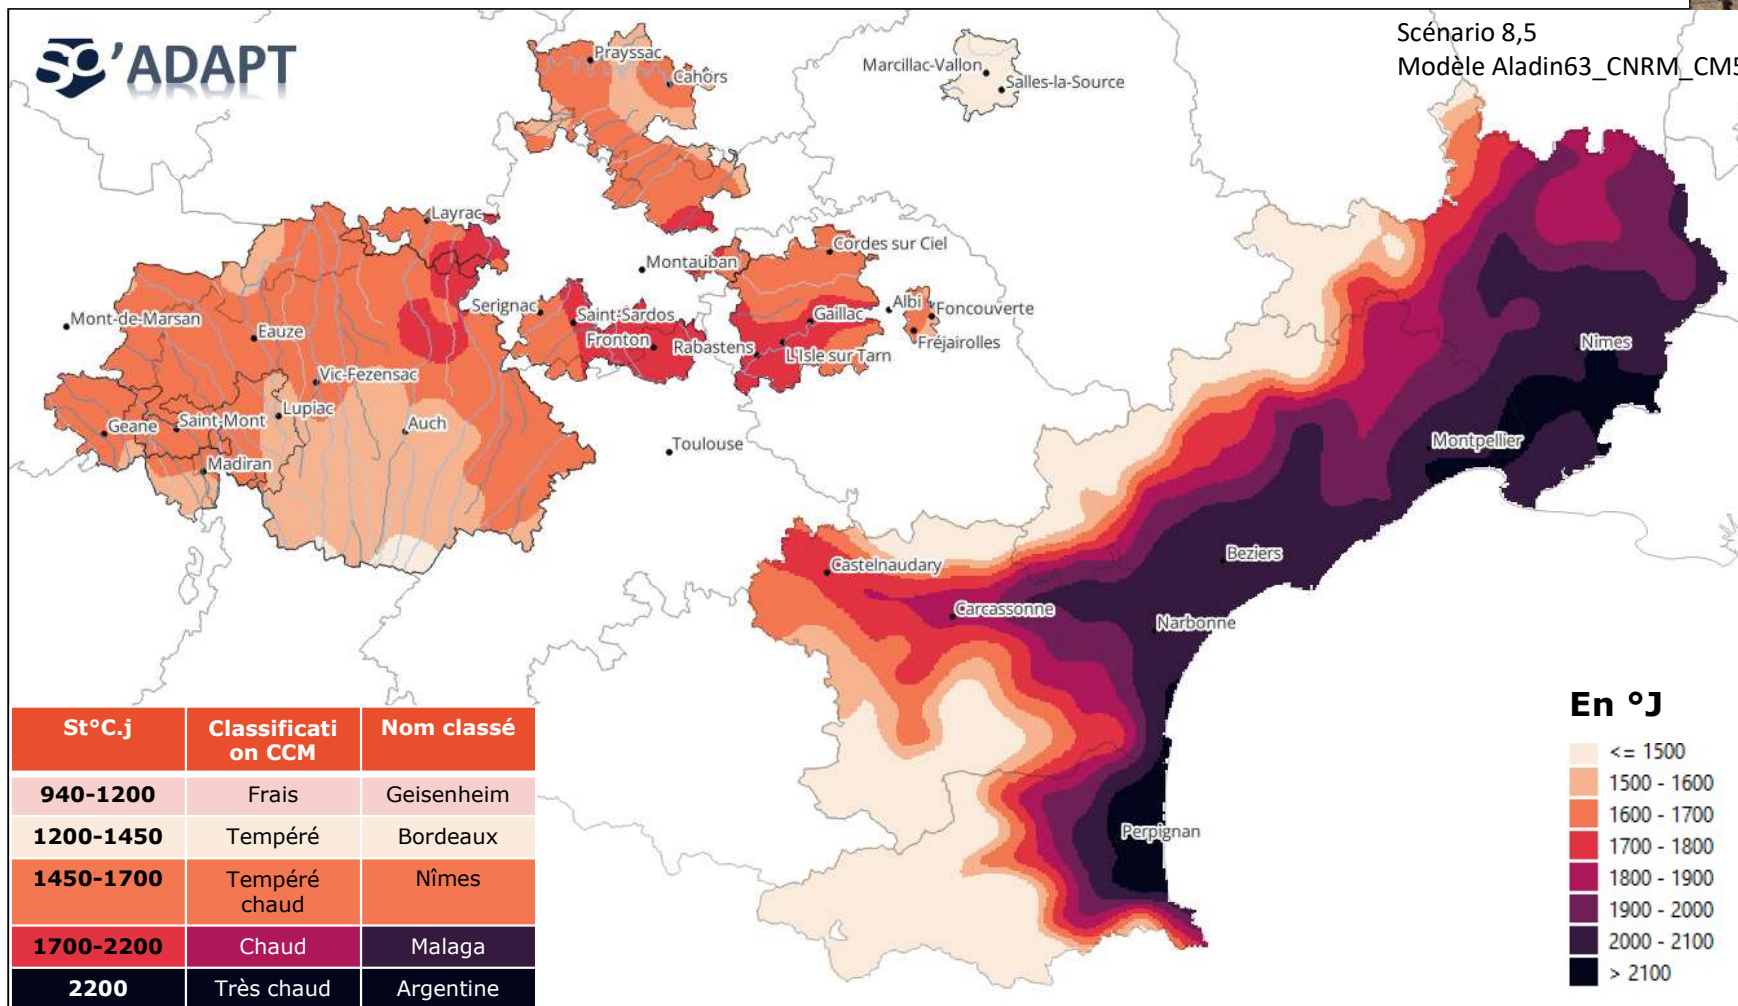 SO'ADAPT
Scénario 8,5
Modèle Aladin63_CNRM_CM5
Prayssac
Cahors
Marcillac-Vallon
Salles-la-Source
Layrac
Cordes sur Ciel
Montauban
Mont-de-Marsan
Eauze
Serignac
Saint-Sardos
Fronton
Rabastens
Gaillac
L'Isle sur Tarn
Albi
Foncouverte
Fréjairolles
Vic-Fezensac
Lupiac
Auch
Geane
Saint-Mont
Madiran
Toulouse
Nimes
Montpellier
Castelnaudary
Beziers
Carcassonne
Narbonne
Perpignan
St°C.j
Classificati
on CCM
Nom classé
940-1200
Frais
Geisenheim
1200-1450
Tempéré
Bordeaux
1450-1700
Tempéré
chaud
Nîmes
1700-2200
Chaud
Malaga
2200
Très chaud
Argentine
En °J
<= 1500
1500 - 1600
1600 - 1700
1700 - 1800
1800 - 1900
1900 - 2000
2000 - 2100
> 2100